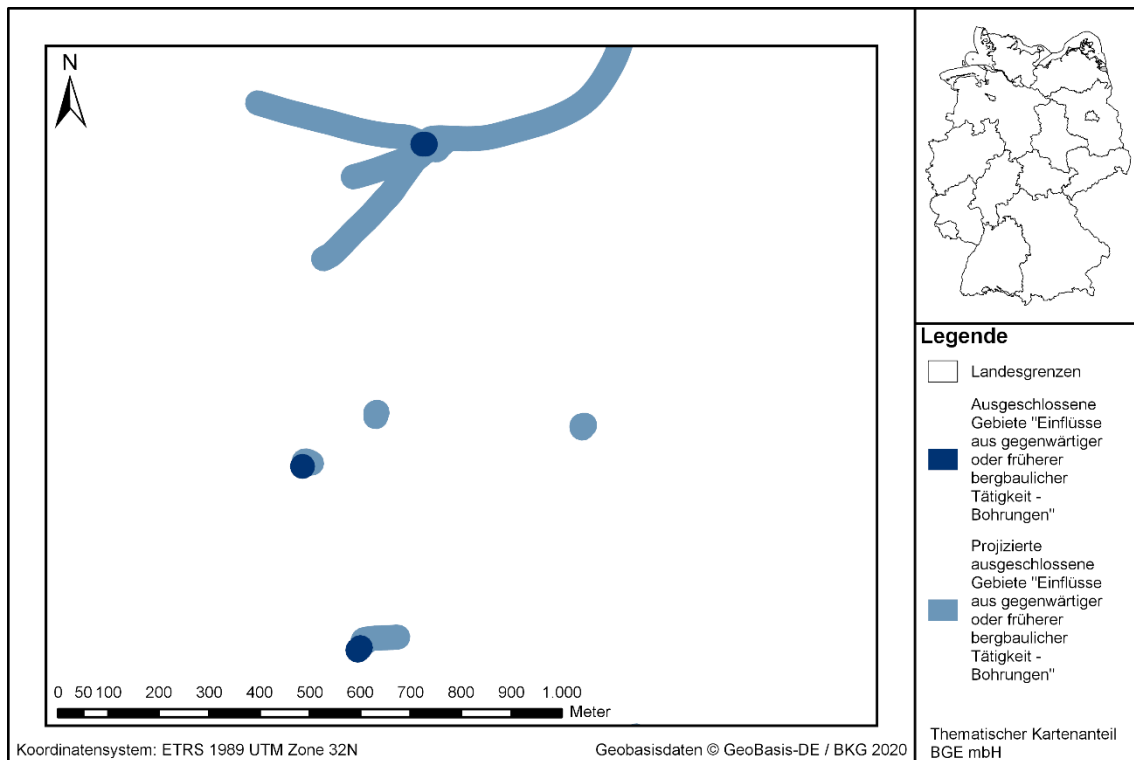 N
0 50 100 200 300 400 500 600 700 800 900 1.000
Meter
Koordinatensystem: ETRS 1989 UTM Zone 32N
Geobasisdaten © GeoBasis-DE / BKG 2020
Legende
Landesgrenzen
Ausgeschlossene
Gebiete "Einflüsse
aus gegenwärtiger
oder früherer
bergbaulicher
Tätigkeit -
Bohrungen"
Projizierte
ausgeschlossene
Gebiete "Einflüsse
aus gegenwärtiger
oder früherer
bergbaulicher
Tätigkeit -
Bohrungen"
Thematischer Kartenanteil
BGE mbH